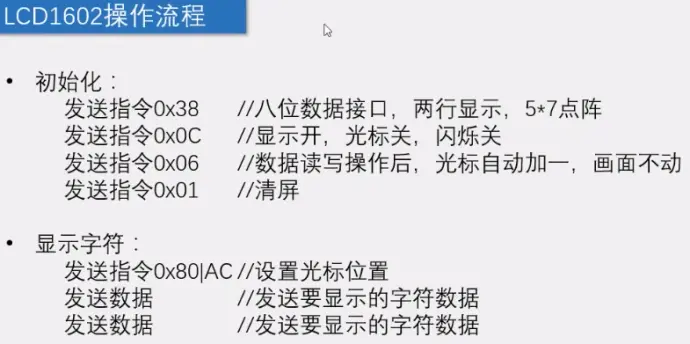 LCD1602操作流程
• 初始化：
发送指令0x38 //八位数据接口，两行显示，5*7点阵
发送指令0x0C //显示开，光标关，闪烁关
发送指令0x06 //数据读写操作后，光标自动加一，画面不动
发送指令0x01 //清屏
• 显示字符：
发送指令0x80|AC //设置光标位置
发送数据 //发送要显示的字符数据
发送数据 //发送要显示的字符数据